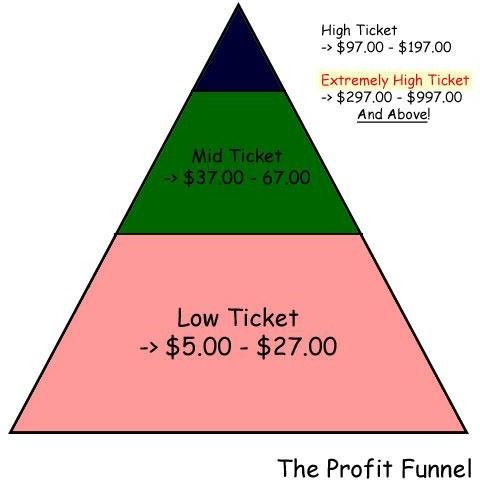 High Ticket
-> $97.00 - $197.00
Extremely High Ticket
-> $297.00 - $997.00
And Above!
Mid Ticket
-> $37.00 - 67.00
Low Ticket
-> $5.00 - $27.00
The Profit Funnel